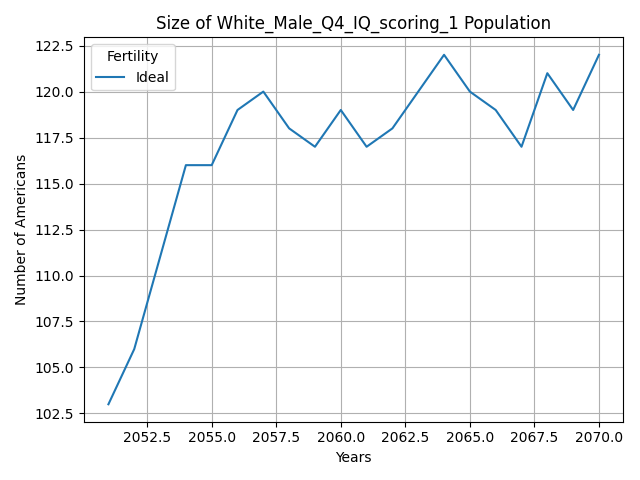 Size of White_Male_Q4_IQ_scoring_1 Population
Fertility
Ideal
Number of Americans
122.5
120.0
117.5
115.0
112.5
110.0
107.5
105.0
102.5
2052.5 2055.0 2057.5 2060.0 2062.5 2065.0 2067.5 2070.0
Years